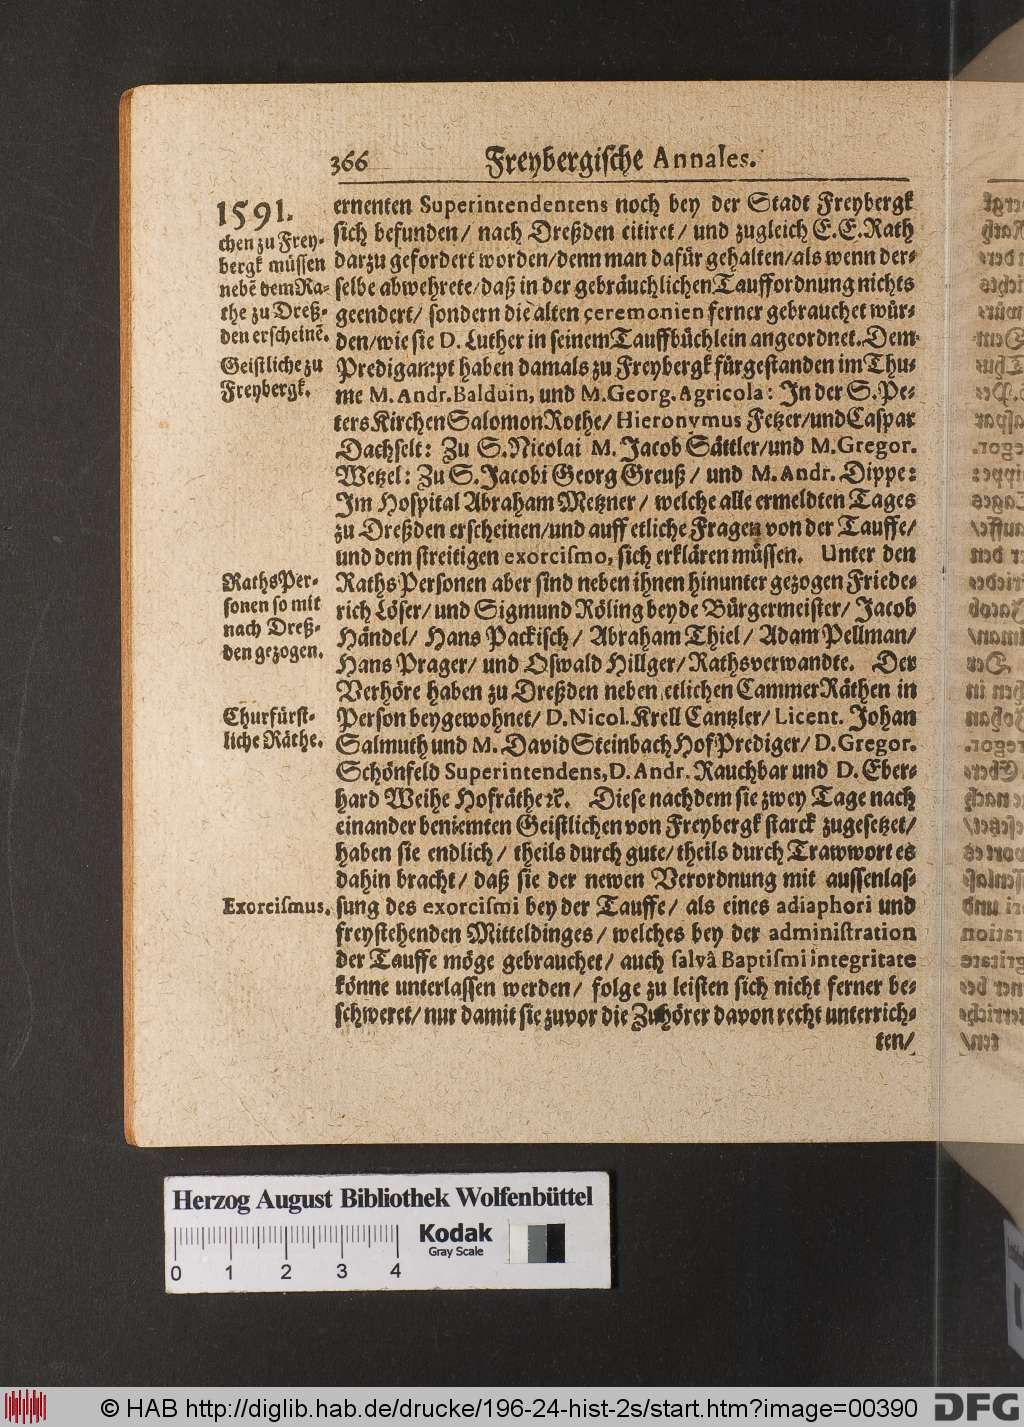 366 Freybergische Annales.
1591.
chen zu Frey-
bergk müssen
nebẽ dem Ra-
the zu Dreß-
den erscheinẽ.
Geistliche zu
Freybergk.
RathsPer-
sonen so mit
nach Dreß-
den gezogen.
Churfürst-
liche Räthe.
Exorcismus.
ernenten Superintendentens noch bey der Stadt Freybergk
sich befunden/ nach Dreßden citiret/ und zugleich E.E.Rath
darzu gefordert worden/denn man dafür gehalten/als wenn der-
selbe abwehrete/daß in der gebräuchlichen Tauffordnung nichts
geendert/ sondern die alten ceremonien ferner gebrauchet wür-
den/wie sie D. Luther in seinem Tauffbüchlein angeordnet. Dem
Predigampt haben damals zu Freybergk fürgestanden im Thu-
me M. Andr. Balduin, und M. Georg. Agricola: In der S. Pe-
ters Kirchen Salomon Rothe/ Hieronymus Fetzer/und Caspar
Dachselt: Zu S. Nicolai M. Jacob Sättler/und M. Gregor.
Wetzel: Zu S. Jacobi Georg Greuß/ und M. Andr. Dippe:
Im Hospital Abraham Metzner/ welche alle ermeldten Tages
zu Dreßden erscheinen/und auff etliche Fragen von der Tauffe/
und dem streitigen exorcismo, sich erklären müssen. Unter den
RathsPersonen aber sind neben ihnen hinunter gezogen Friede-
rich Löser/ und Sigmund Röling beyde Bürgermeister/ Jacob
Händel/ Hans Packisch/ Abraham Thiel/ Adam Pellman/
Hans Prager/ und Oswald Hillger/ Rathsverwandte. Der
Verhöre haben zu Dreßden neben etlichen CammerRäthen in
Person beygewohnet/ D. Nicol. Krell Cantzler/ Licent. Johan
Salmuth und M. David Steinbach HofPrediger/ D. Gregor.
Schönfeld Superintendens, D. Andr. Rauchbar und D. Eber-
hard Weihe Hofräthe ꝛc. Diese nachdem sie zwey Tage nach
einander beniemten Geistlichen von Freybergk starck zugesetzet/
haben sie endlich/ theils durch gute/ theils durch Trawwort es
dahin bracht/ daß sie der newen Verordnung mit aussenlas-
sung des exorcismi bey der Tauffe/ als eines adiaphori und
freystehenden Mitteldinges/ welches bey der administration
der Tauffe möge gebrauchet/ auch salvâ Baptismi integritate
könne unterlassen werden/ folge zu leisten sich nicht ferner be-
schweret/ nur damit sie zuvor die Zuhörer davon recht unterrich-
ten/
Herzog August Bibliothek Wolfenbüttel
Kodak
Gray Scale
0 1 2 3 4
© HAB http://diglib.hab.de/drucke/196-24-hist-2s/start.htm?image=00390
DFG